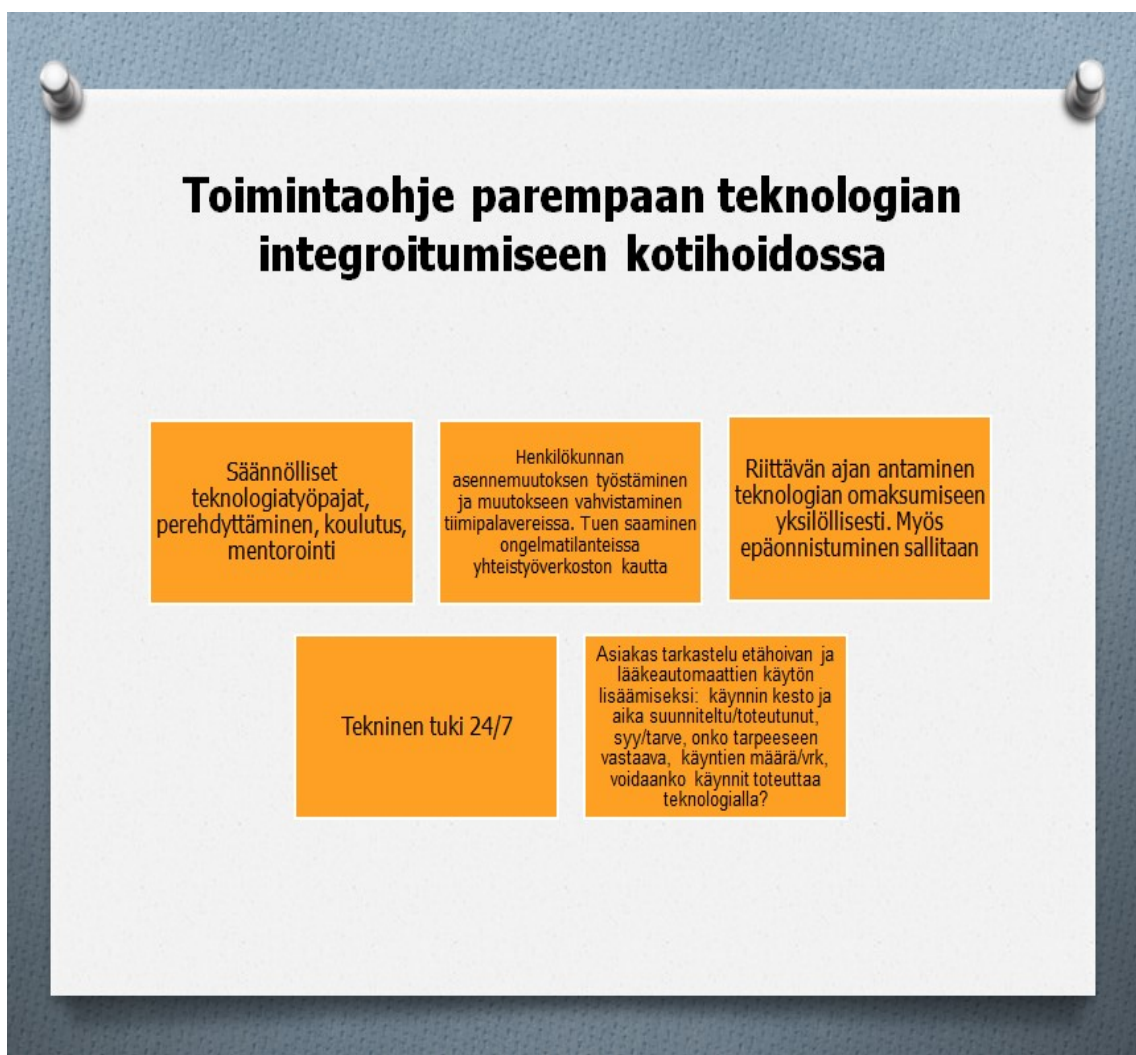 Toimintaohje parempaan teknologian
integroitumiseen kotihoidossa
Säännölliset
teknologiatyöpajat,
perehdyttäminen, koulutus,
mentorointi
Henkilökunnan
asennemuutoksen työstäminen
ja muutokseen vahvistaminen
tiimipalavereissa. Tuen saaminen
ongelmatilanteissa
yhteistyöverkoston kautta
Riittävän ajan antaminen
teknologian omaksumiseen
yksilöllisesti. Myös
epäonnistuminen sallitaan
Tekninen tuki 24/7
Asiakas tarkastelu etähoivan ja
lääkeautomaattien käytön
lisäämiseksi: käynnin kesto ja
aika suunniteltu/toteutunut,
syy/tarve, onko tarpeeseen
vastaava, käyntien määrä/vrk,
voidaanko käynnit toteuttaa
teknologialla?